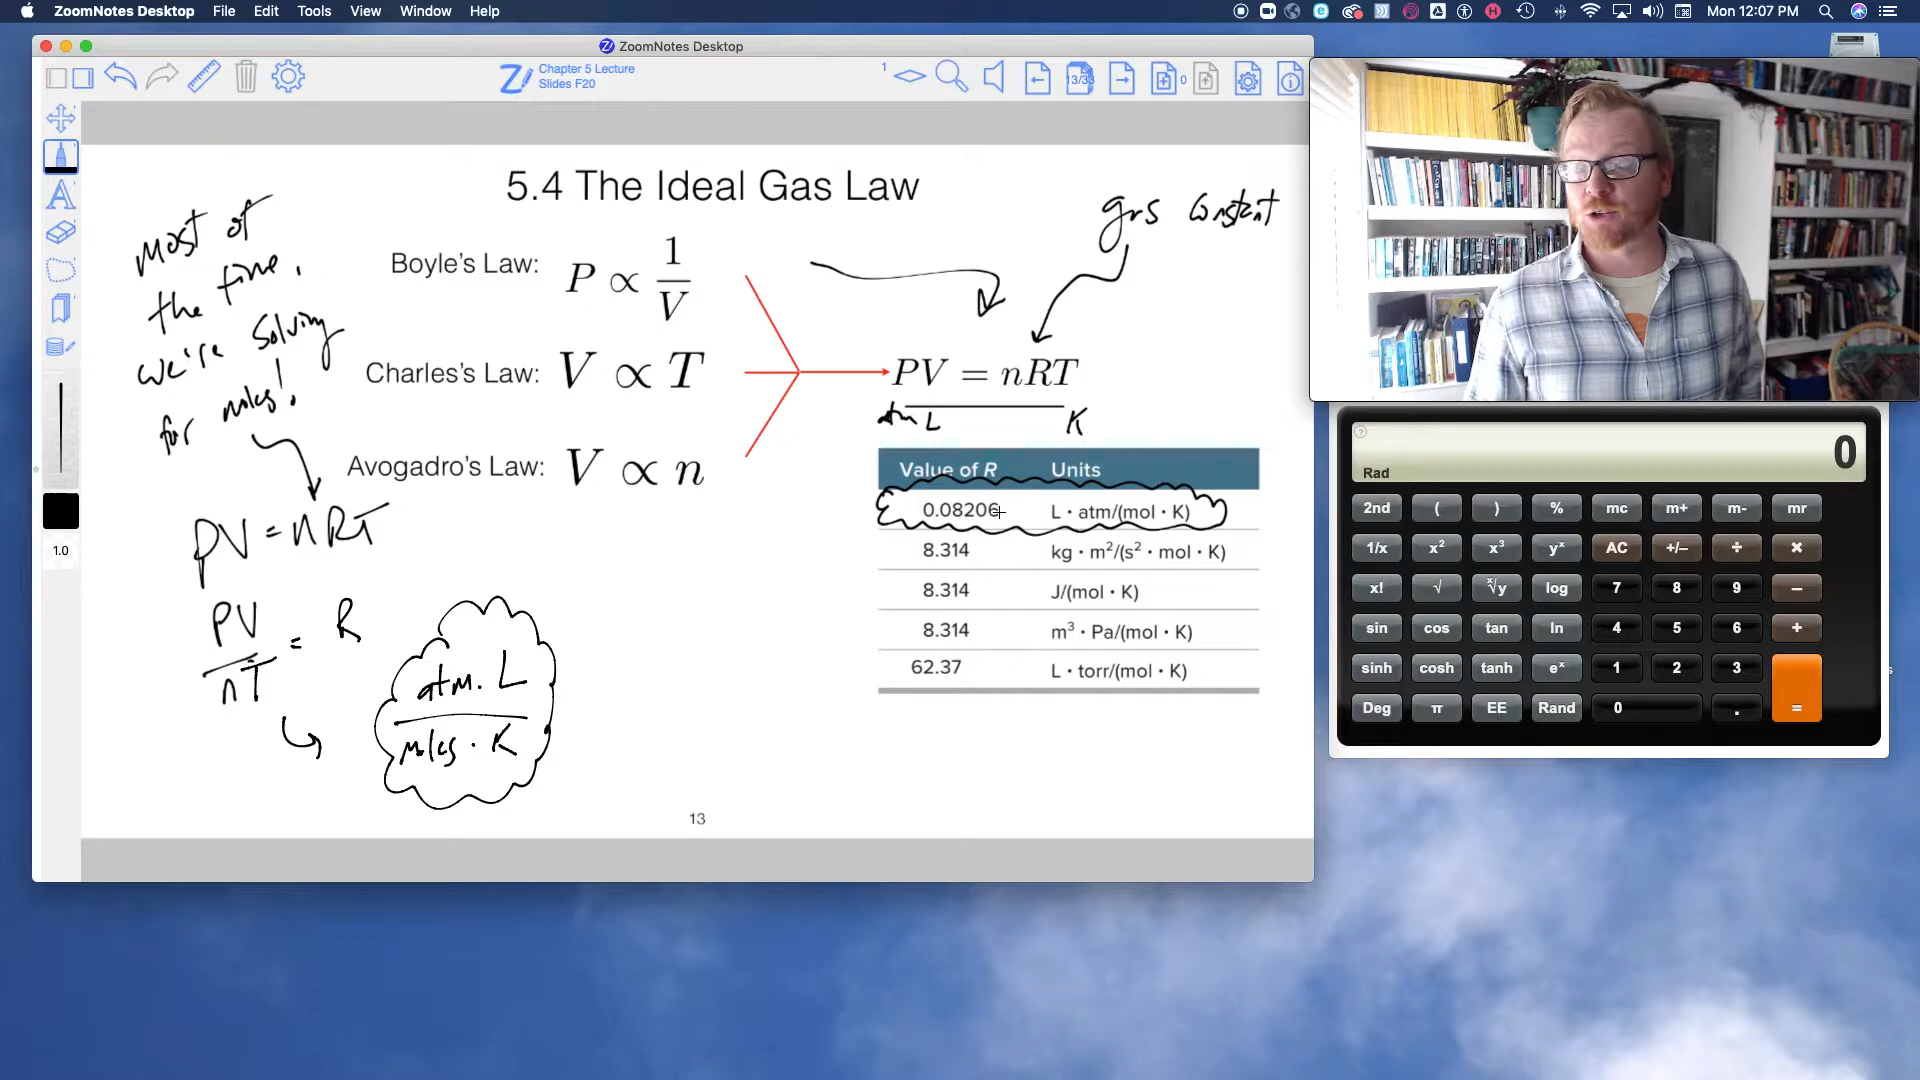 ZoomNotes Desktop File Edit Tools View Window Help Mon 12:07 PM
ZoomNotes Desktop
Chapter 5 Lecture
Slides F20
1
13/33
0
5.4 The Ideal Gas Law
gas constant
most of
the time,
we're solving
for moles!
Boyle's Law: P ∝ 1/V
Charles's Law: V ∝ T
Avogadro's Law: V ∝ n
PV = nRT
atm L K
Value of R Units
0.08206 L · atm/(mol · K)
8.314 kg · m²/(s² · mol · K)
8.314 J/(mol · K)
8.314 m³ · Pa/(mol · K)
62.37 L · torr/(mol · K)
PV = nRT
PV/nT = R
atm. L
moles · K
13
1.0
0
Rad
2nd ( ) % mc m+ m- mr
1/x x² x³ yˣ AC +/− ÷ ×
x! √ ˣ√y log 7 8 9 −
sin cos tan ln 4 5 6 +
sinh cosh tanh eˣ 1 2 3
Deg π EE Rand 0 . =